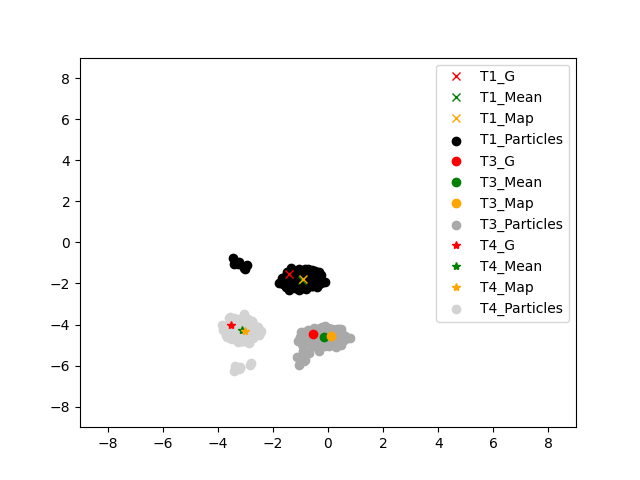 8
6
4
2
0
−2
−4
−6
−8
−8 −6 −4 −2 0 2 4 6 8
T1_G
T1_Mean
T1_Map
T1_Particles
T3_G
T3_Mean
T3_Map
T3_Particles
T4_G
T4_Mean
T4_Map
T4_Particles